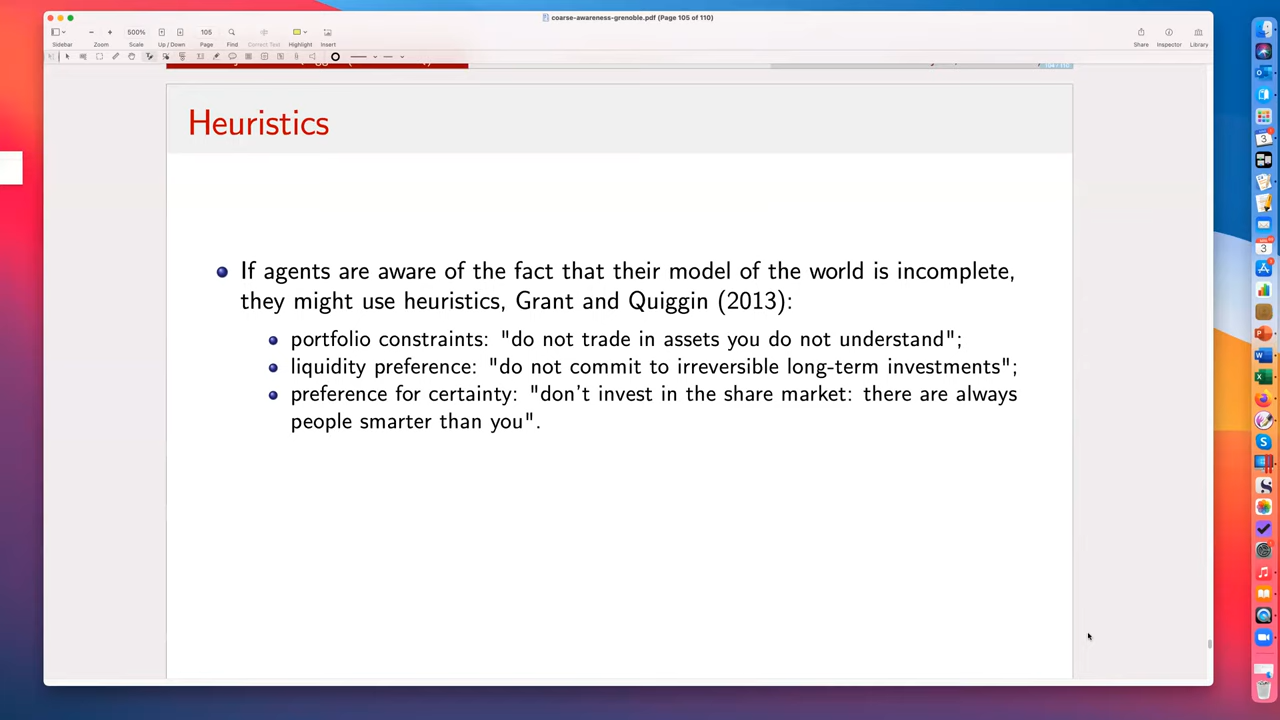 coarse-awareness-grenoble.pdf (Page 105 of 110)
500% 105
Sidebar Zoom Scale Up / Down Page Find Correct Text Highlight Insert Share Inspector Library
Heuristics
If agents are aware of the fact that their model of the world is incomplete,
they might use heuristics, Grant and Quiggin (2013):
portfolio constraints: "do not trade in assets you do not understand";
liquidity preference: "do not commit to irreversible long-term investments";
preference for certainty: "don't invest in the share market: there are always
people smarter than you".